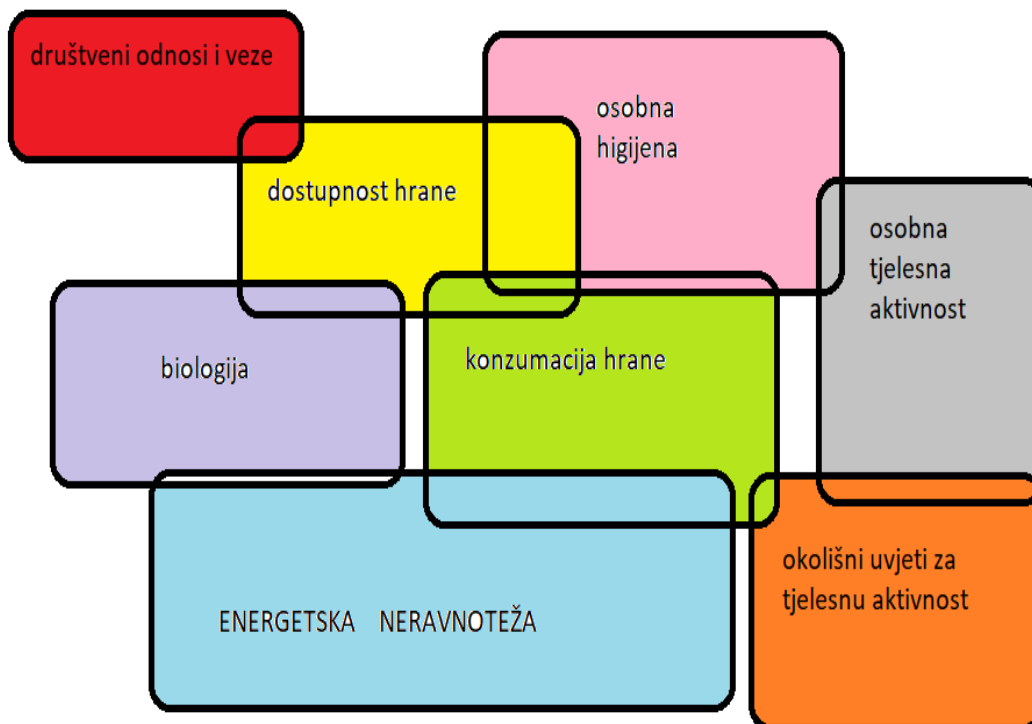 društveni odnosi i veze
osobna
higijena
dostupnost hrane
osobna
tjelesna
aktivnost
biologija
konzumacija hrane
okolišni uvjeti za
tjelesnu aktivnost
ENERGETSKA NERAVNOTEŽA